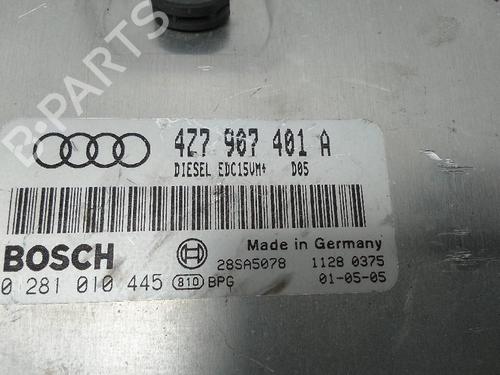 B-PARTS
4Z7 907 401 A
DIESEL EDC15VM+ D05
BOSCH
Made in Germany
28SA5078 1128 0375
0 281 010 445 810 BPG 01-05-05